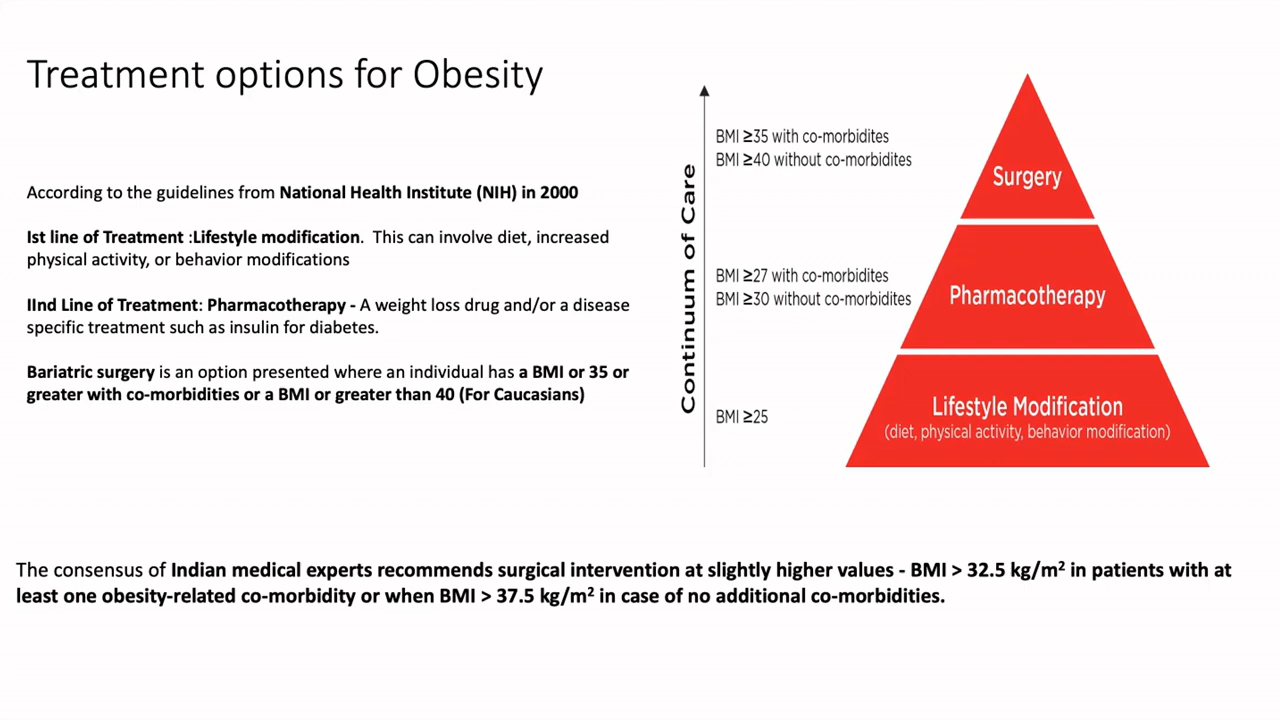 Treatment options for Obesity
According to the guidelines from National Health Institute (NIH) in 2000
Ist line of Treatment :Lifestyle modification.  This can involve diet, increased
physical activity, or behavior modifications
IInd Line of Treatment: Pharmacotherapy - A weight loss drug and/or a disease
specific treatment such as insulin for diabetes.
Bariatric surgery is an option presented where an individual has a BMI or 35 or
greater with co-morbidities or a BMI or greater than 40 (For Caucasians)
Continuum of Care
BMI ≥35 with co-morbidites
BMI ≥40 without co-morbidites
Surgery
BMI ≥27 with co-morbidites
BMI ≥30 without co-morbidites
Pharmacotherapy
BMI ≥25
Lifestyle Modification
(diet, physical activity, behavior modification)
The consensus of Indian medical experts recommends surgical intervention at slightly higher values - BMI > 32.5 kg/m² in patients with at
least one obesity-related co-morbidity or when BMI > 37.5 kg/m² in case of no additional co-morbidities.